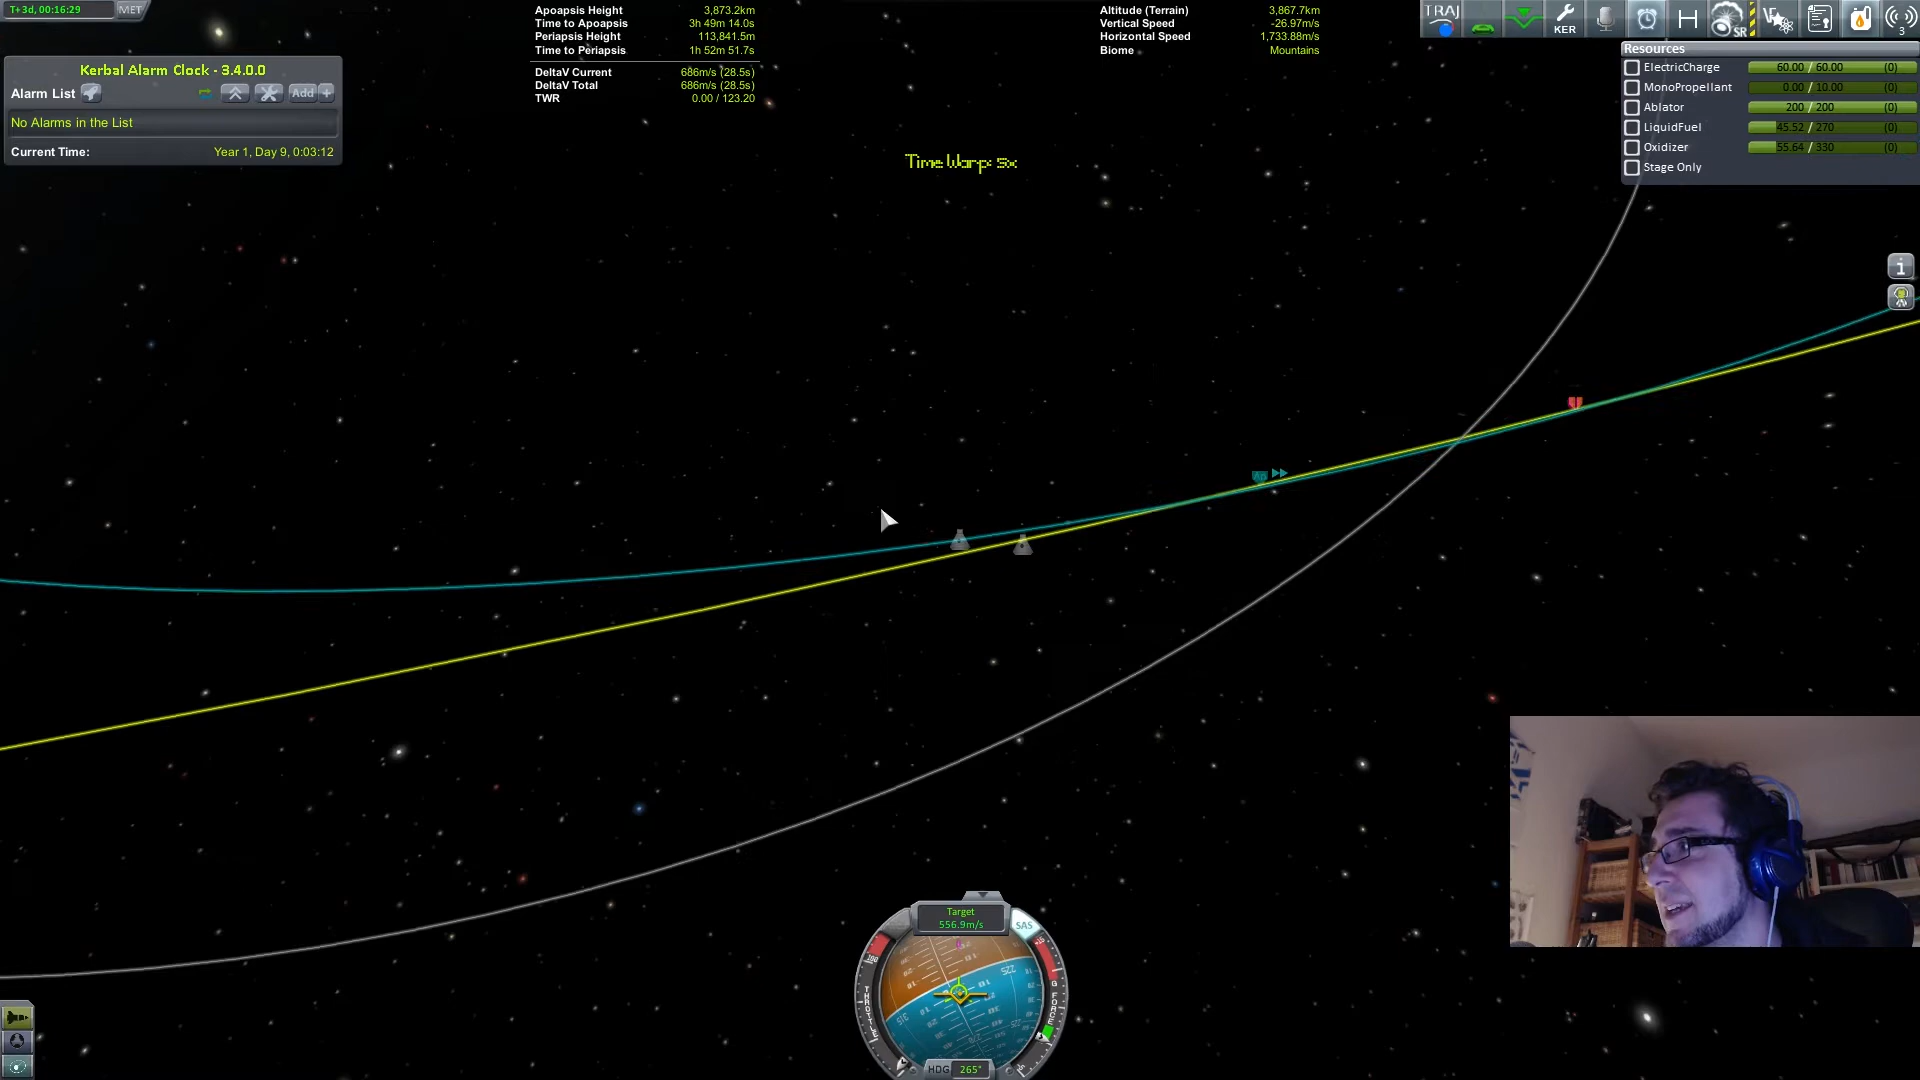 T+3d, 00:16:29 MET
Kerbal Alarm Clock - 3.4.0.0
Alarm List Add +
No Alarms in the List
Current Time: Year 1, Day 9, 0:03:12
Apoapsis Height 3,873.2km
Time to Apoapsis 3h 49m 14.0s
Periapsis Height 113,841.5m
Time to Periapsis 1h 52m 51.7s
DeltaV Current 686m/s (28.5s)
DeltaV Total 686m/s (28.5s)
TWR 0.00 / 123.20
Altitude (Terrain) 3,867.7km
Vertical Speed -26.97m/s
Horizontal Speed 1,733.88m/s
Biome Mountains
TRAJ
KER
SR
3
Resources
ElectricCharge 60.00 / 60.00 (0)
MonoPropellant 0.00 / 10.00 (0)
Ablator 200 / 200 (0)
LiquidFuel 45.52 / 270 (0)
Oxidizer 55.64 / 330 (0)
Stage Only
Time Warp: 5x
Target
556.9m/s
SAS
THROTTLE
G FORCE
HDG 265°